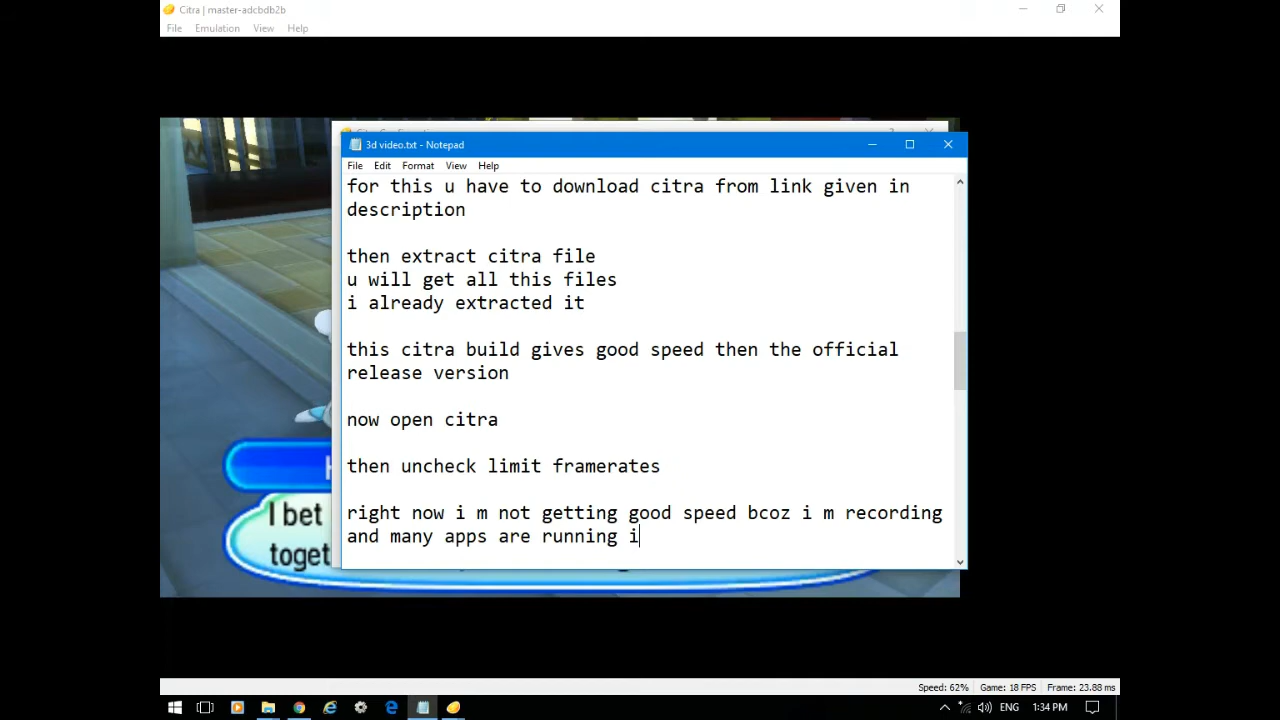 Citra | master-adcbdb2b
File Emulation View Help
3d video.txt - Notepad
File Edit Format View Help
for this u have to download citra from link given in
description
then extract citra file
u will get all this files
i already extracted it
this citra build gives good speed then the official
release version
now open citra
then uncheck limit framerates
right now i m not getting good speed bcoz i m recording
and many apps are running i
I bet
toget
Speed: 62% Game: 18 FPS Frame: 23.88 ms
ENG 1:34 PM